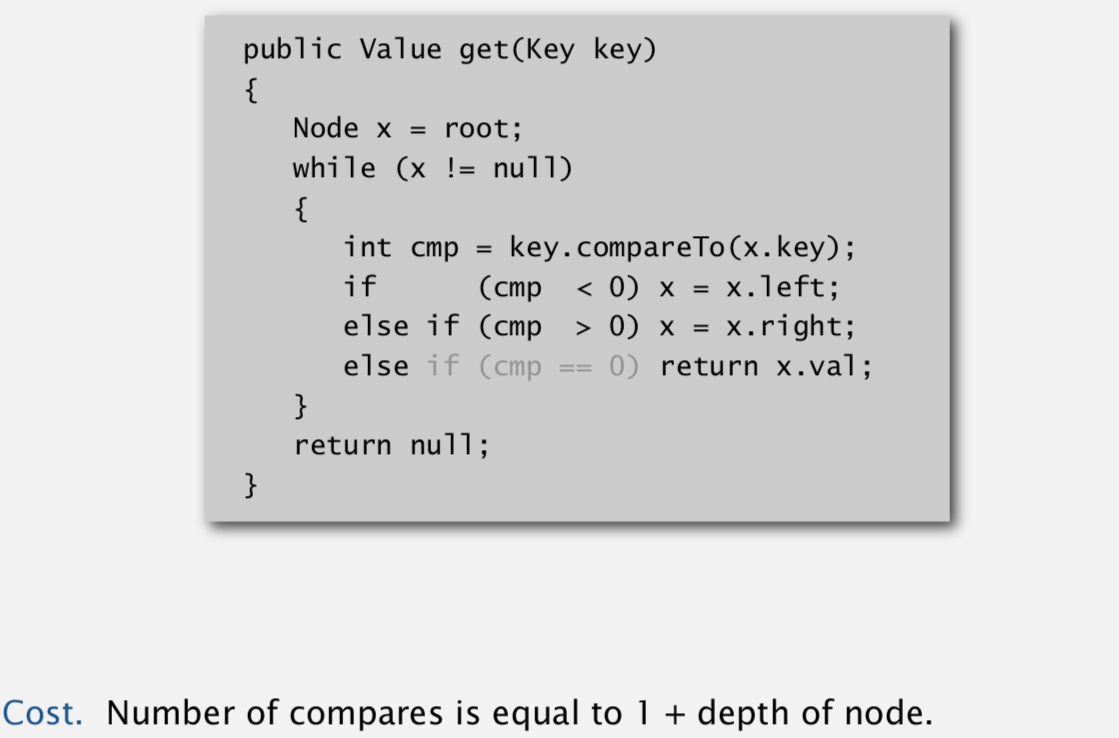 public Value get(Key key)
{
   Node x = root;
   while (x != null)
   {
      int cmp = key.compareTo(x.key);
      if      (cmp  < 0) x = x.left;
      else if (cmp  > 0) x = x.right;
      else if (cmp == 0) return x.val;
   }
   return null;
}
Cost. Number of compares is equal to 1 + depth of node.